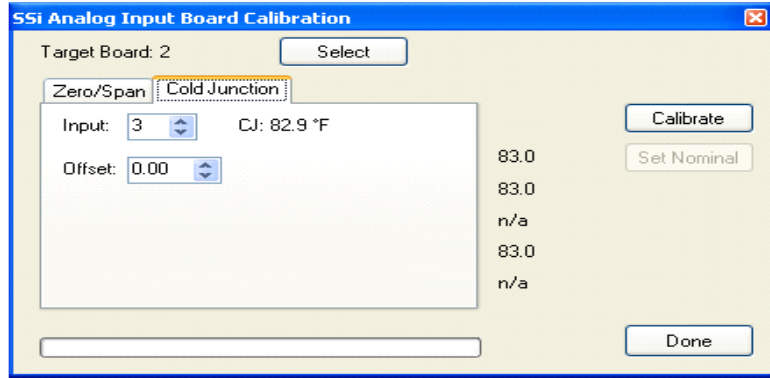 SSi Analog Input Board Calibration
Target Board: 2 Select
Zero/Span Cold Junction
Input: 3 CJ: 82.9 °F
Offset: 0.00
Calibrate
Set Nominal
83.0
83.0
n/a
83.0
n/a
Done